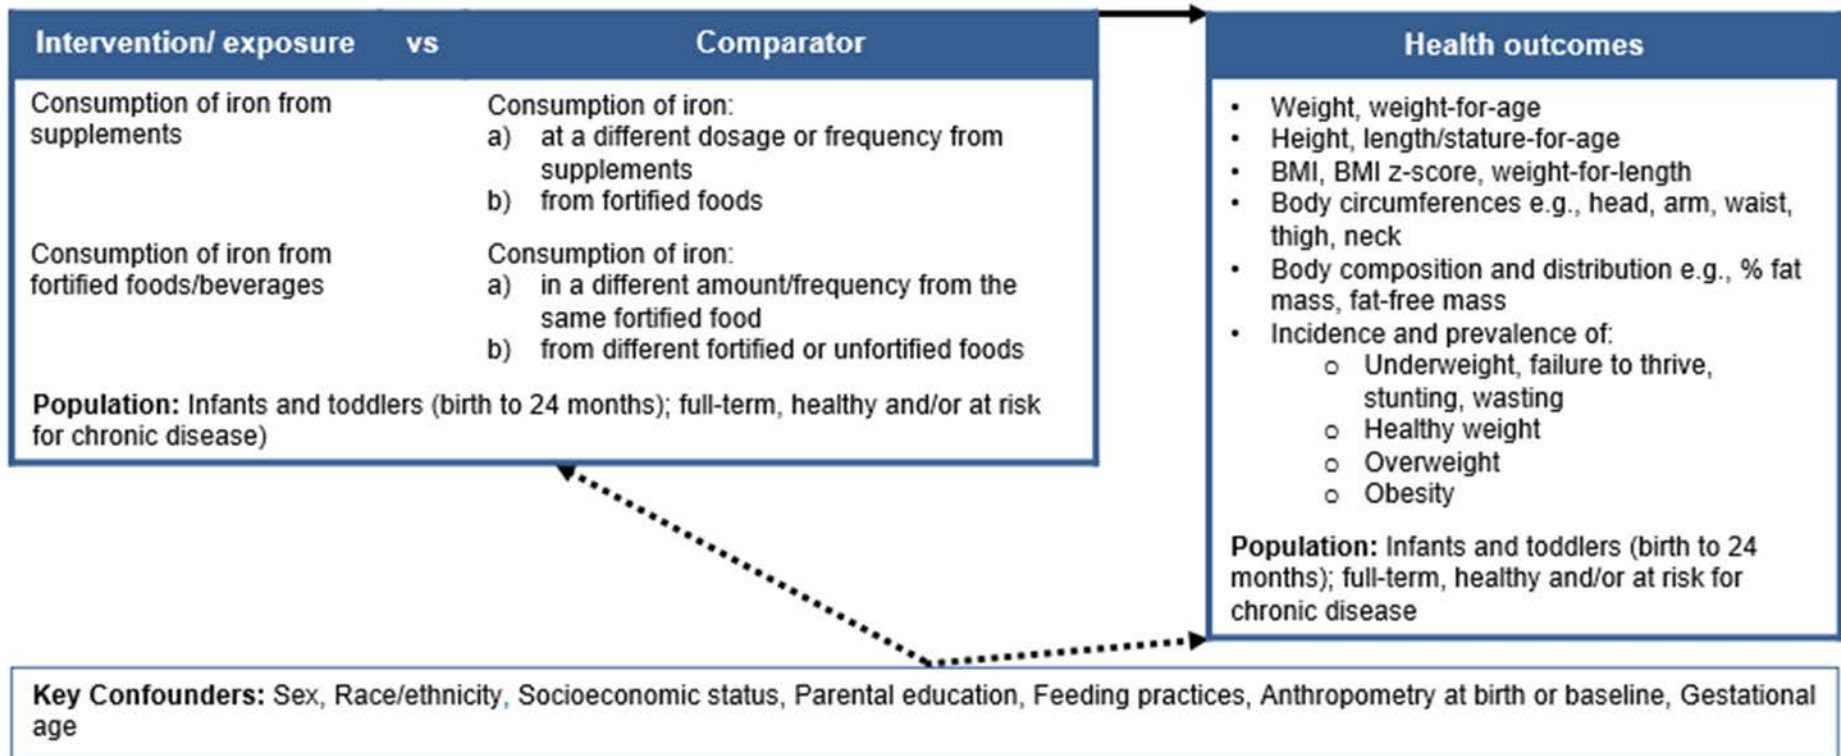 Intervention/ exposure vs Comparator
Consumption of iron from
supplements
Consumption of iron:
a) at a different dosage or frequency from
supplements
b) from fortified foods
Consumption of iron from
fortified foods/beverages
Consumption of iron:
a) in a different amount/frequency from the
same fortified food
b) from different fortified or unfortified foods
Population: Infants and toddlers (birth to 24 months); full-term, healthy and/or at risk
for chronic disease)
Health outcomes
• Weight, weight-for-age
• Height, length/stature-for-age
• BMI, BMI z-score, weight-for-length
• Body circumferences e.g., head, arm, waist,
thigh, neck
• Body composition and distribution e.g., % fat
mass, fat-free mass
• Incidence and prevalence of:
o Underweight, failure to thrive,
stunting, wasting
o Healthy weight
o Overweight
o Obesity
Population: Infants and toddlers (birth to 24
months); full-term, healthy and/or at risk for
chronic disease
Key Confounders: Sex, Race/ethnicity, Socioeconomic status, Parental education, Feeding practices, Anthropometry at birth or baseline, Gestational
age